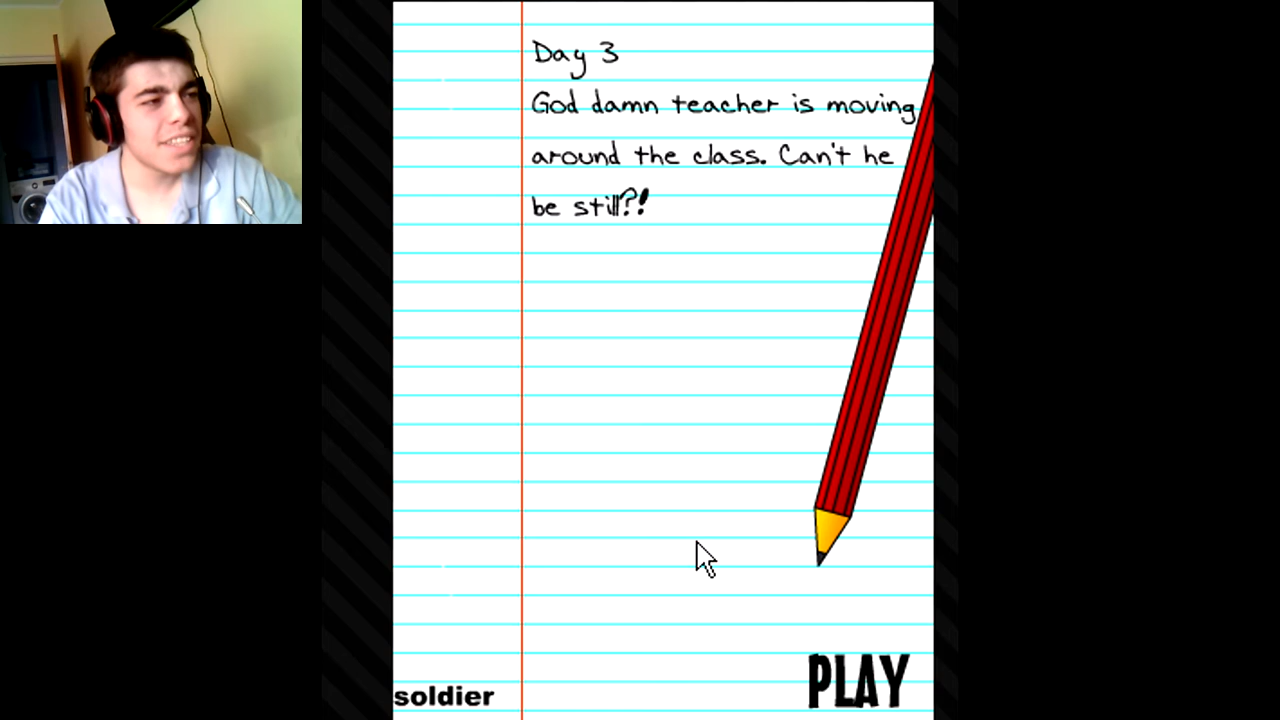 Day 3
God damn teacher is moving
around the class. Can't he
be still?!
soldier
PLAY